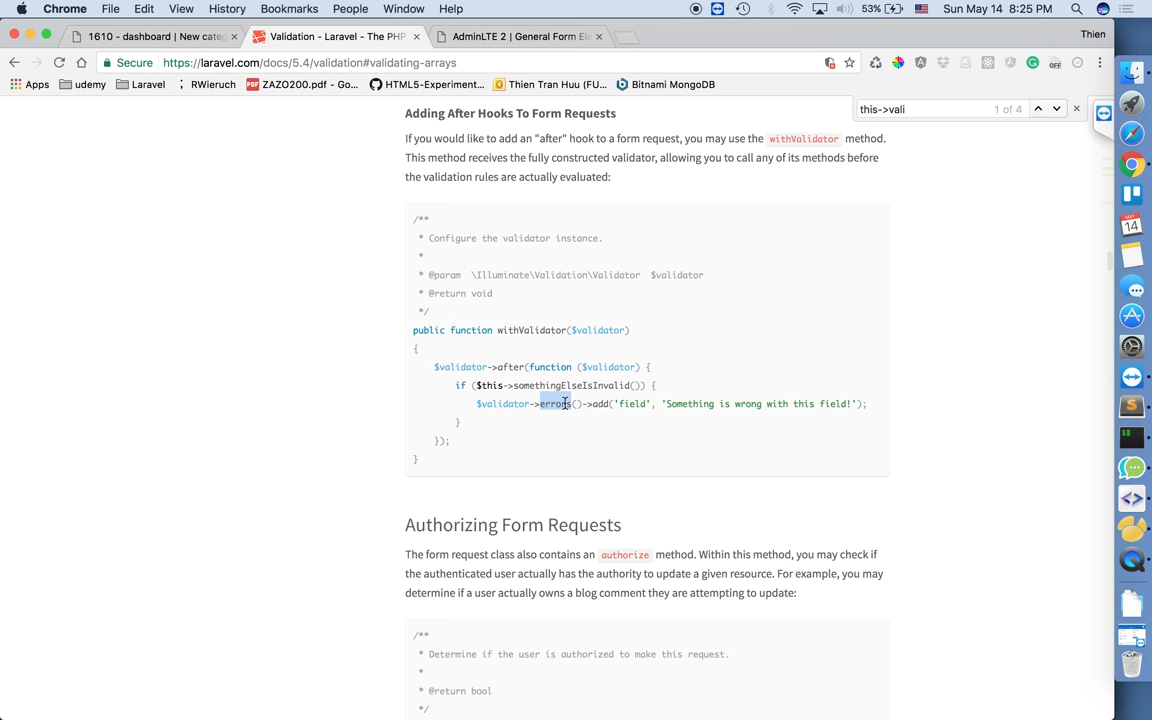 Chrome File Edit View History Bookmarks People Window Help 53% Sun May 14 8:25 PM
1610 - dashboard | New categ Validation - Laravel - The PHP AdminLTE 2 | General Form Ele Thien
Secure https://laravel.com/docs/5.4/validation#validating-arrays
Apps udemy Laravel RWieruch ZAZO200.pdf - Go... HTML5-Experiment... Thien Tran Huu (FU... Bitnami MongoDB
this->vali 1 of 4
Adding After Hooks To Form Requests
If you would like to add an "after" hook to a form request, you may use the withValidator method.
This method receives the fully constructed validator, allowing you to call any of its methods before
the validation rules are actually evaluated:
/**
* Configure the validator instance.
*
* @param \Illuminate\Validation\Validator $validator
* @return void
*/
public function withValidator($validator)
{
$validator->after(function ($validator) {
if ($this->somethingElseIsInvalid()) {
$validator->errors()->add('field', 'Something is wrong with this field!');
}
});
}
Authorizing Form Requests
The form request class also contains an authorize method. Within this method, you may check if
the authenticated user actually has the authority to update a given resource. For example, you may
determine if a user actually owns a blog comment they are attempting to update:
/**
* Determine if the user is authorized to make this request.
*
* @return bool
*/